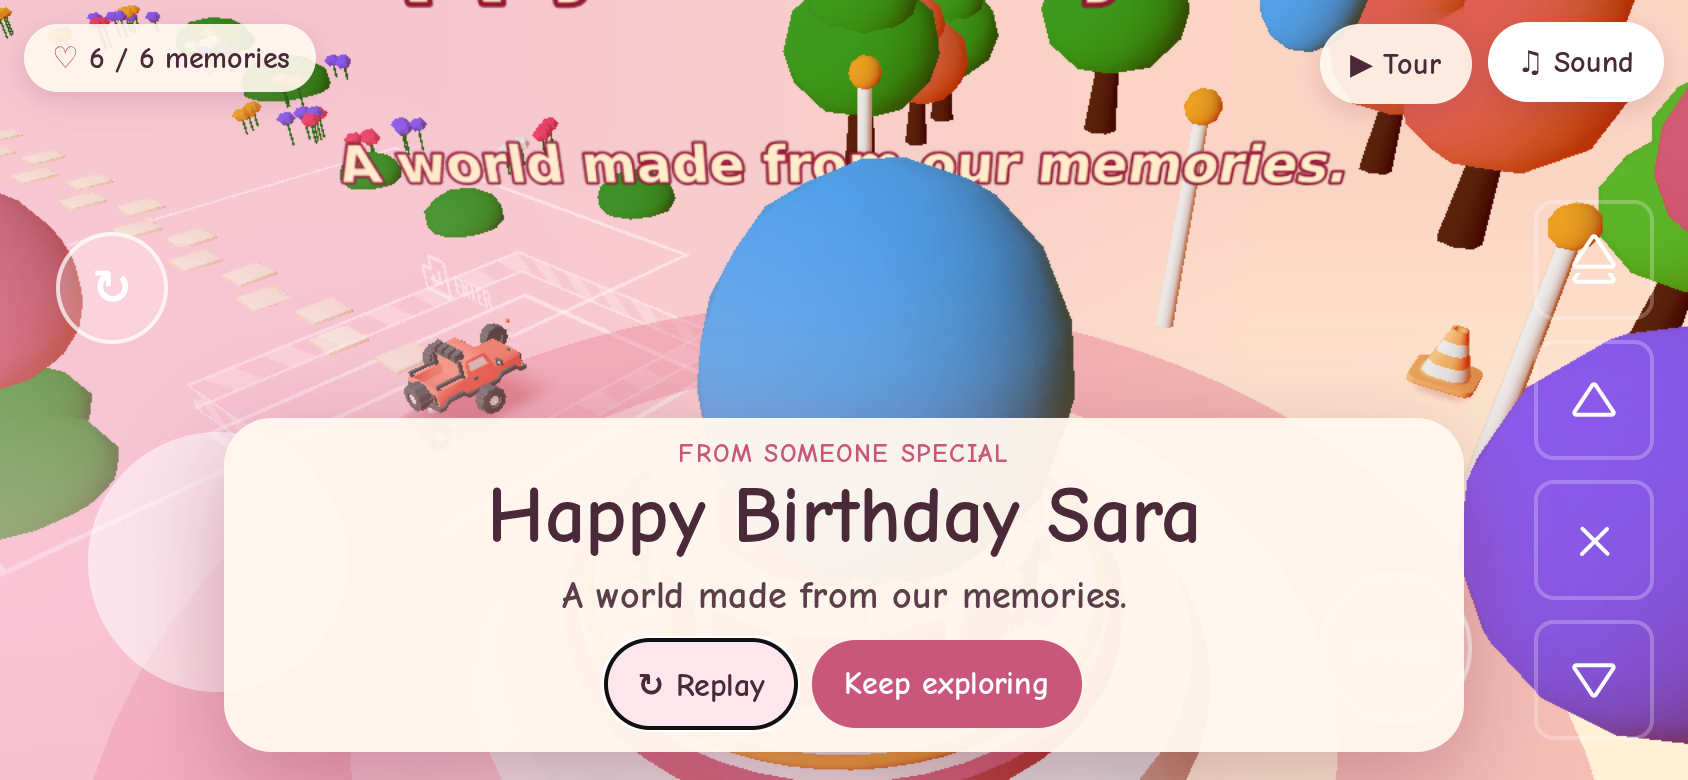 ♡ 6 / 6 memories
▶ Tour
♫ Sound
A world made from our memories.
ENTER
FROM SOMEONE SPECIAL
Happy Birthday Sara
A world made from our memories.
↻ Replay
Keep exploring